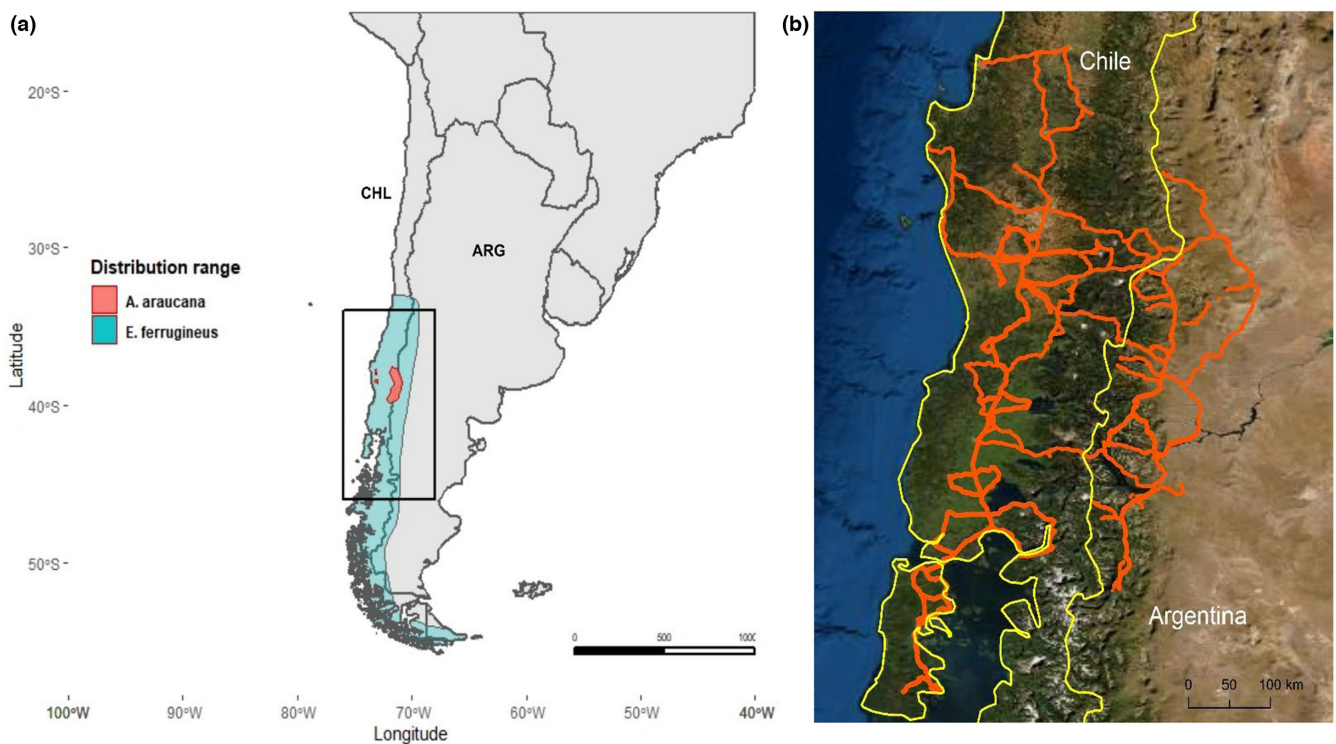 (a)
20°S
30°S
40°S
50°S
Latitude
CHL
ARG
Distribution range
A. araucana
E. ferrugineus
0 500 1000
100°W 90°W 80°W 70°W 60°W 50°W 40°W
Longitude
(b)
Chile
Argentina
0 50 100 km